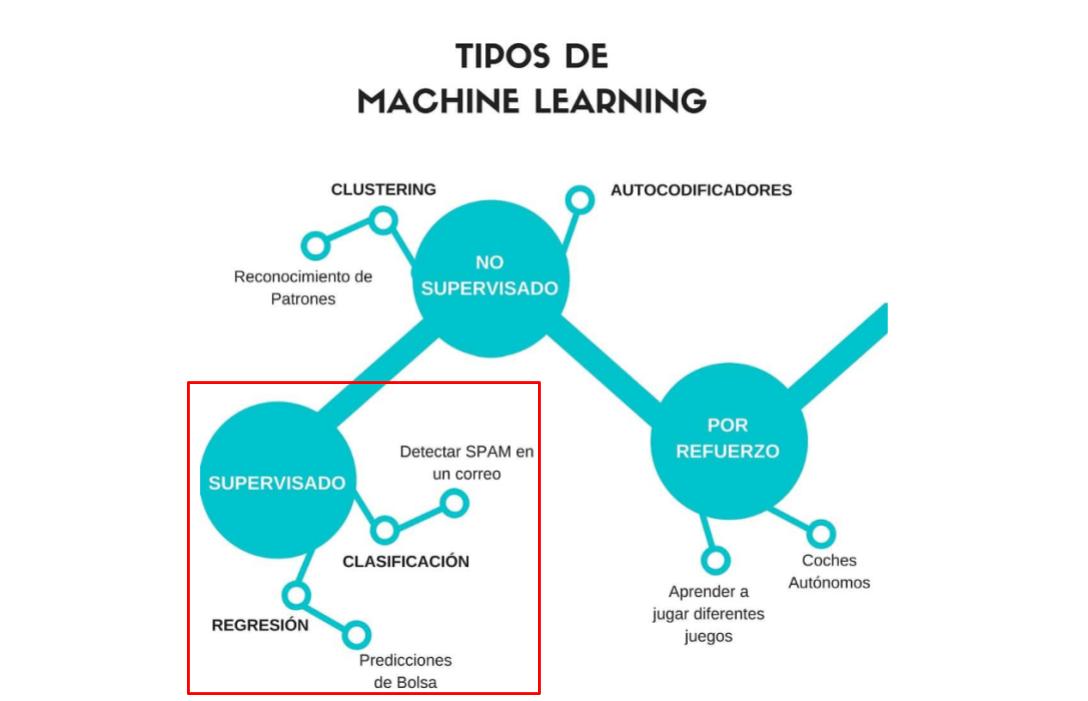 TIPOS DE
MACHINE LEARNING
CLUSTERING
AUTOCODIFICADORES
NO
SUPERVISADO
Reconocimiento de
Patrones
POR
REFUERZO
Detectar SPAM en
un correo
SUPERVISADO
CLASIFICACIÓN
Coches
Autónomos
Aprender a
jugar diferentes
juegos
REGRESIÓN
Predicciones
de Bolsa